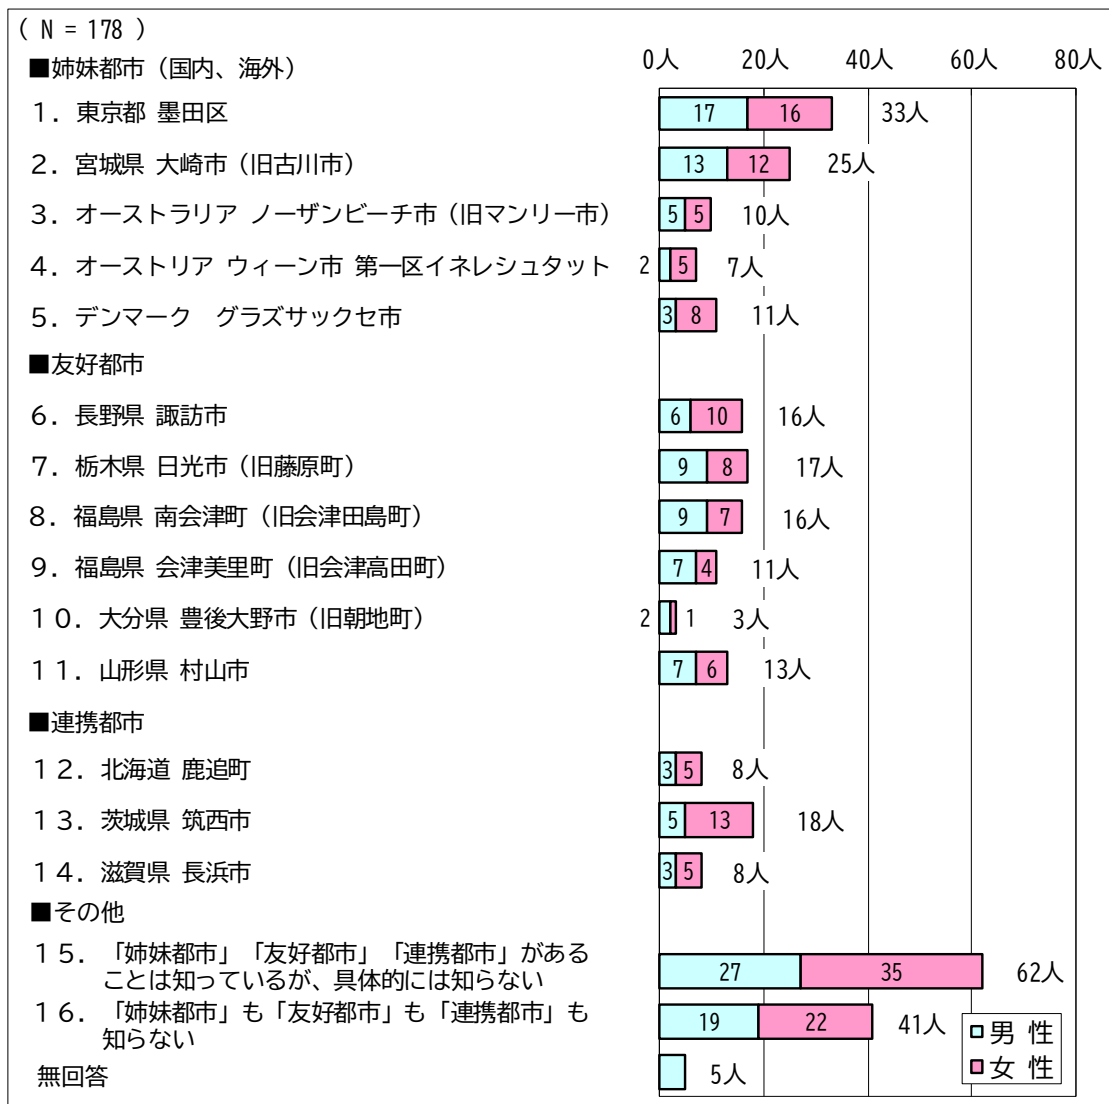 ( N = 178 )
■姉妹都市（国内、海外）
0人 20人 40人 60人 80人
１．東京都 墨田区 17 16 33人
２．宮城県 大崎市（旧古川市） 13 12 25人
３．オーストラリア ノーザンビーチ市（旧マンリー市） 5 5 10人
４．オーストリア ウィーン市 第一区イネレシュタット 2 5 7人
５．デンマーク　グラズサックセ市 3 8 11人
■友好都市
６．長野県 諏訪市 6 10 16人
７．栃木県 日光市（旧藤原町） 9 8 17人
８．福島県 南会津町（旧会津田島町） 9 7 16人
９．福島県 会津美里町（旧会津高田町） 7 4 11人
１０．大分県 豊後大野市（旧朝地町） 2 1 3人
１１．山形県 村山市 7 6 13人
■連携都市
１２．北海道 鹿追町 3 5 8人
１３．茨城県 筑西市 5 13 18人
１４．滋賀県 長浜市 3 5 8人
■その他
１５．「姉妹都市」「友好都市」「連携都市」がある
ことは知っているが、具体的には知らない 27 35 62人
１６．「姉妹都市」も「友好都市」も「連携都市」も
知らない 19 22 41人
無回答 5人
男 性
女 性